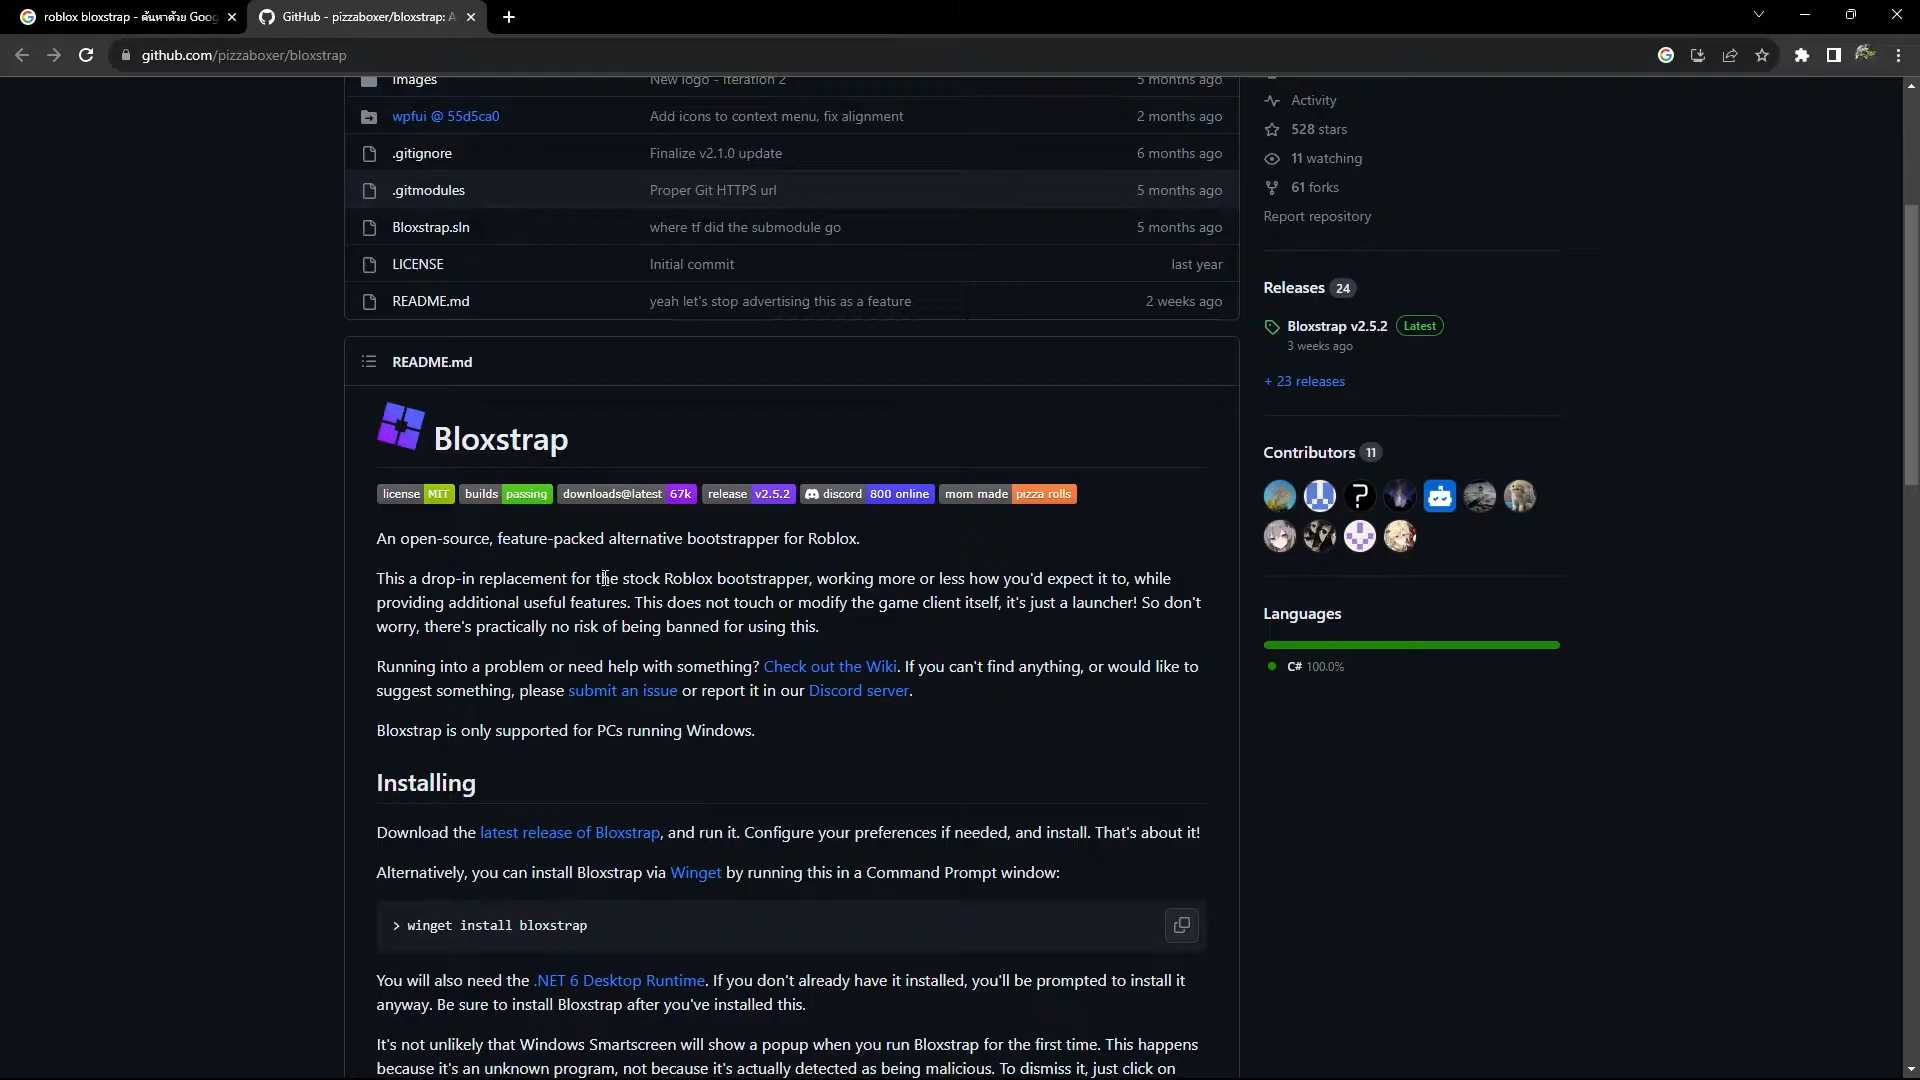 roblox bloxstrap - ค้นหาด้วย Goog
GitHub - pizzaboxer/bloxstrap: A
github.com/pizzaboxer/bloxstrap
images New logo - iteration 2 5 months ago
wpfui @ 55d5ca0 Add icons to context menu, fix alignment 2 months ago
.gitignore Finalize v2.1.0 update 6 months ago
.gitmodules Proper Git HTTPS url 5 months ago
Bloxstrap.sln where tf did the submodule go 5 months ago
LICENSE Initial commit last year
README.md yeah let's stop advertising this as a feature 2 weeks ago
README.md
Bloxstrap
license MIT builds passing downloads@latest 67k release v2.5.2 discord 800 online mom made pizza rolls
An open-source, feature-packed alternative bootstrapper for Roblox.
This a drop-in replacement for the stock Roblox bootstrapper, working more or less how you'd expect it to, while
providing additional useful features. This does not touch or modify the game client itself, it's just a launcher! So don't
worry, there's practically no risk of being banned for using this.
Running into a problem or need help with something? Check out the Wiki. If you can't find anything, or would like to
suggest something, please submit an issue or report it in our Discord server.
Bloxstrap is only supported for PCs running Windows.
Installing
Download the latest release of Bloxstrap, and run it. Configure your preferences if needed, and install. That's about it!
Alternatively, you can install Bloxstrap via Winget by running this in a Command Prompt window:
> winget install bloxstrap
You will also need the .NET 6 Desktop Runtime. If you don't already have it installed, you'll be prompted to install it
anyway. Be sure to install Bloxstrap after you've installed this.
It's not unlikely that Windows Smartscreen will show a popup when you run Bloxstrap for the first time. This happens
because it's an unknown program, not because it's actually detected as being malicious. To dismiss it, just click on
Activity
528 stars
11 watching
61 forks
Report repository
Releases 24
Bloxstrap v2.5.2 Latest
3 weeks ago
+ 23 releases
Contributors 11
Languages
C# 100.0%